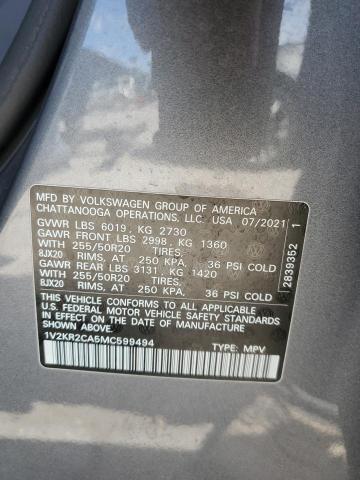 MFD BY VOLKSWAGEN GROUP OF AMERICA
CHATTANOOGA OPERATIONS, LLC. USA 07/2021
GVWR LBS 6019, KG 2730
GAWR FRONT LBS 2998, KG 1360
WITH 255/50R20 TIRES.
8JX20 RIMS. AT 250 KPA. 36 PSI COLD
GAWR REAR LBS 3131, KG 1420
WITH 255/50R20 TIRES.
8JX20 RIMS. AT 250 KPA. 36 PSI COLD
THIS VEHICLE CONFORMS TO ALL APPLICABLE
U.S. FEDERAL MOTOR VEHICLE SAFETY STANDARDS IN
EFFECT ON THE DATE OF MANUFACTURE SHOWN ABOVE
1V2KR2CA5MC599494 TYPE: MPV
2839352 1